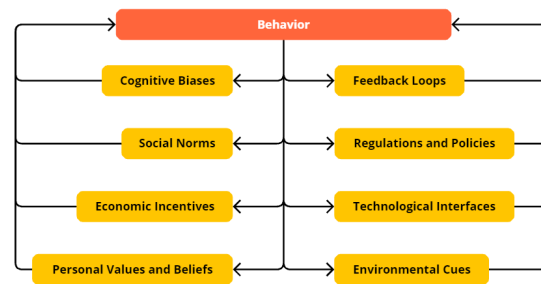 Behavior
Cognitive Biases
Feedback Loops
Social Norms
Regulations and Policies
Economic Incentives
Technological Interfaces
Personal Values and Beliefs
Environmental Cues